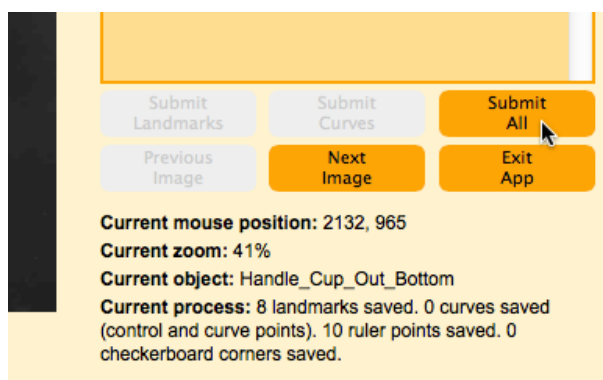 Submit Submit Submit
Landmarks Curves All
Previous Next Exit
Image Image App
Current mouse position: 2132, 965
Current zoom: 41%
Current object: Handle_Cup_Out_Bottom
Current process: 8 landmarks saved. 0 curves saved
(control and curve points). 10 ruler points saved. 0
checkerboard corners saved.